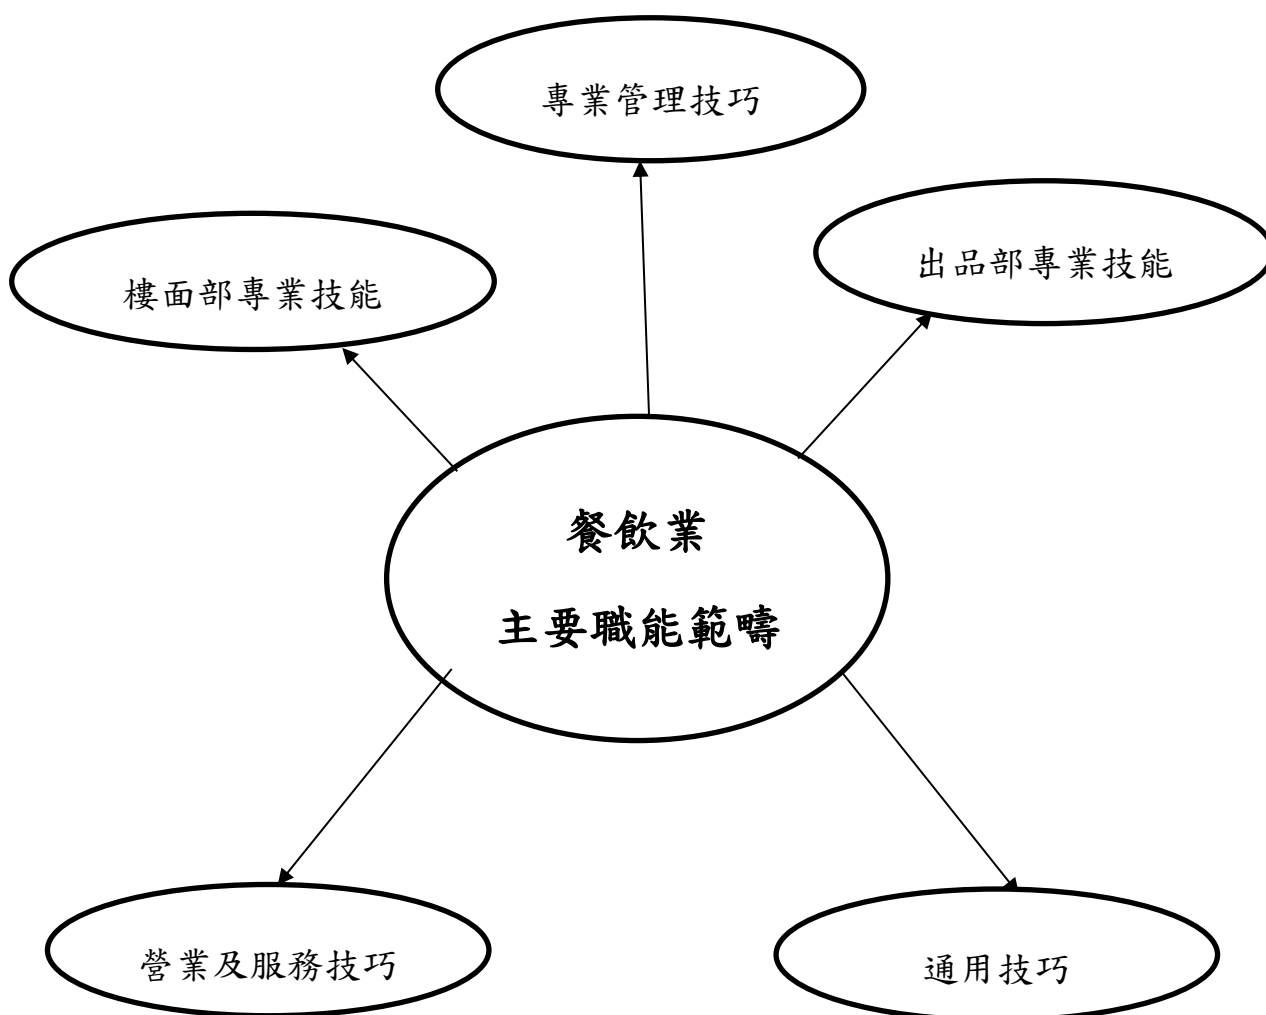 專業管理技巧
樓面部專業技能
出品部專業技能
餐飲業
主要職能範疇
營業及服務技巧
通用技巧